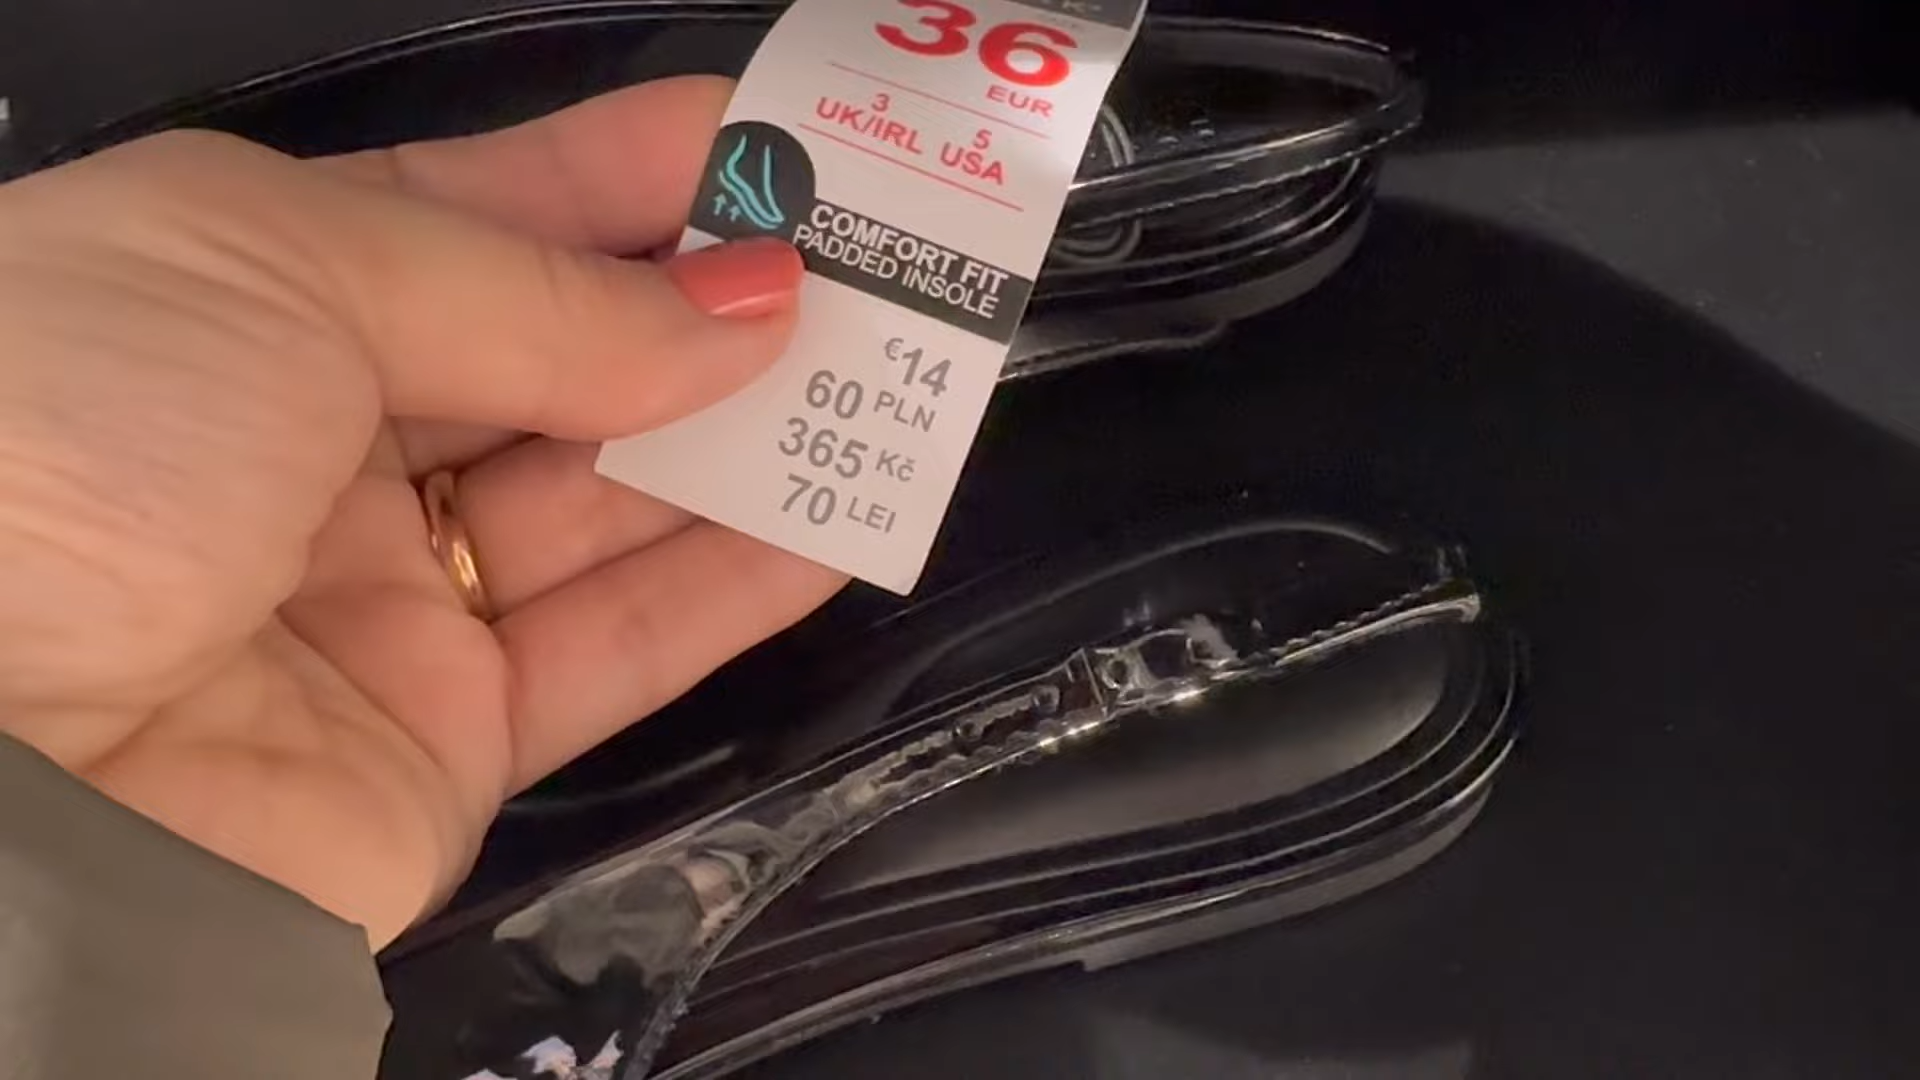 36
EUR
3
UK/IRL
5
USA
COMFORT FIT
PADDED INSOLE
€14
60 PLN
365 Kč
70 LEI